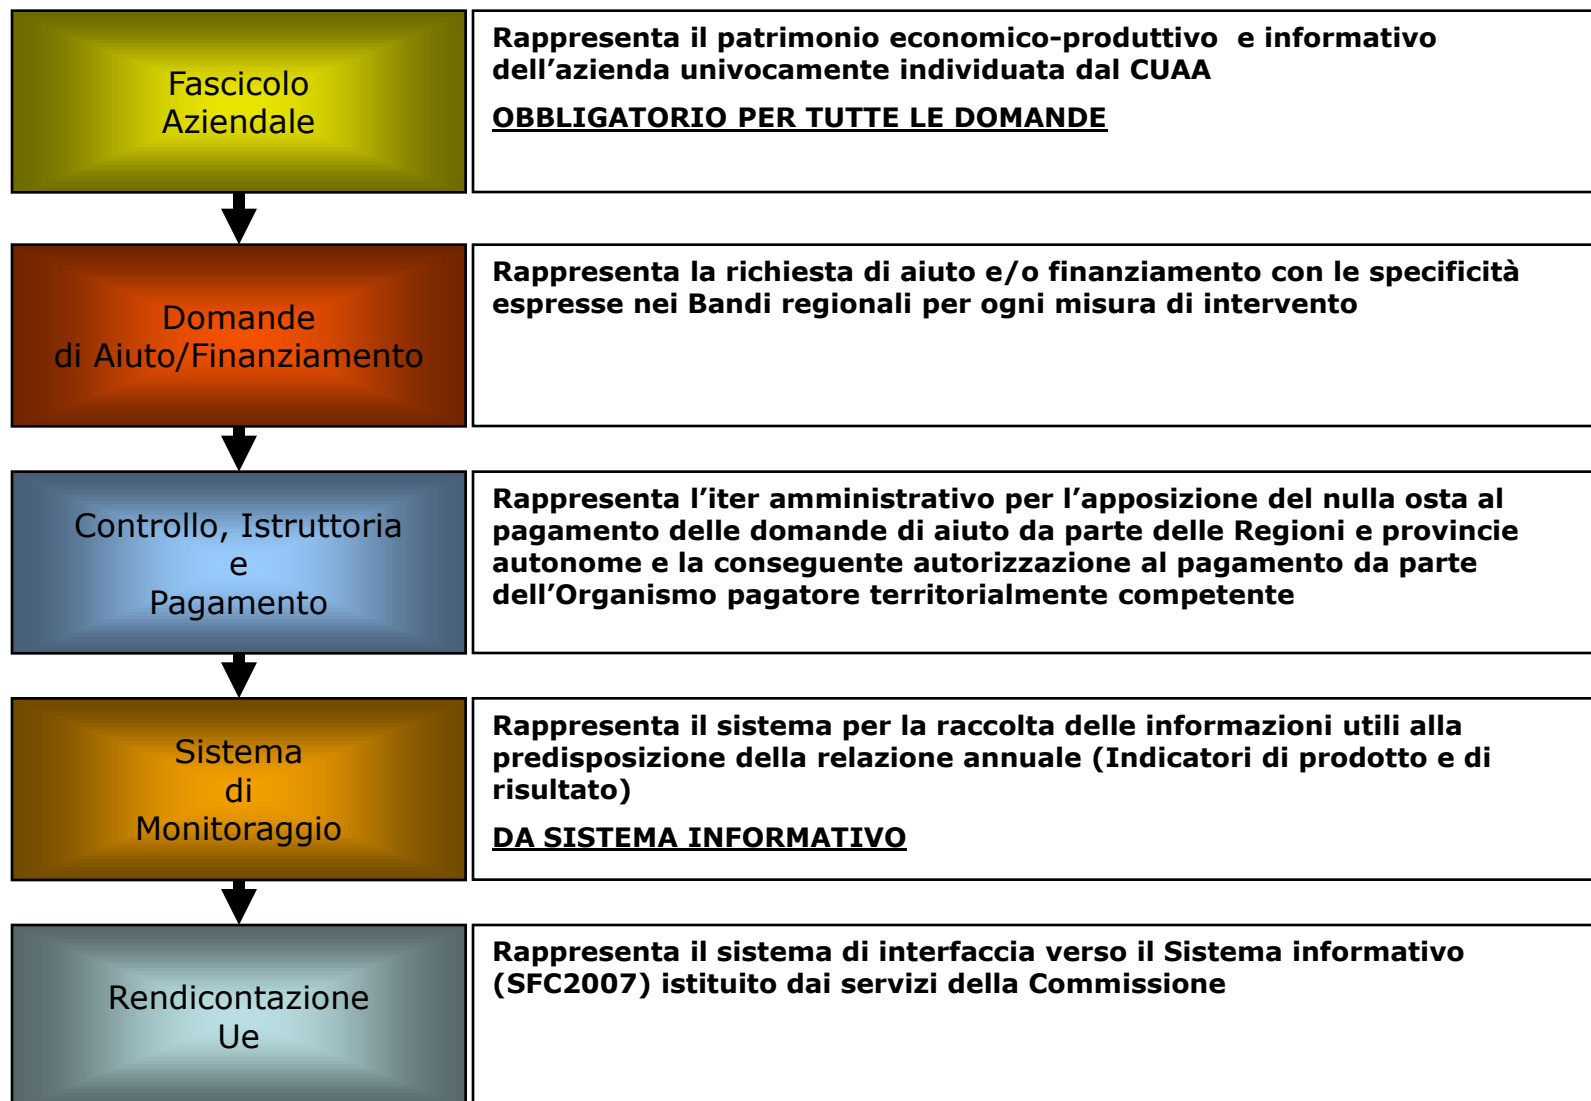 Fascicolo
Aziendale
Rappresenta il patrimonio economico-produttivo e informativo
dell’azienda univocamente individuata dal CUAA
OBBLIGATORIO PER TUTTE LE DOMANDE
Domande
di Aiuto/Finanziamento
Rappresenta la richiesta di aiuto e/o finanziamento con le specificità
espresse nei Bandi regionali per ogni misura di intervento
Controllo, Istruttoria
e
Pagamento
Rappresenta l’iter amministrativo per l’apposizione del nulla osta al
pagamento delle domande di aiuto da parte delle Regioni e provincie
autonome e la conseguente autorizzazione al pagamento da parte
dell’Organismo pagatore territorialmente competente
Sistema
di
Monitoraggio
Rappresenta il sistema per la raccolta delle informazioni utili alla
predisposizione della relazione annuale (Indicatori di prodotto e di
risultato)
DA SISTEMA INFORMATIVO
Rendicontazione
Ue
Rappresenta il sistema di interfaccia verso il Sistema informativo
(SFC2007) istituito dai servizi della Commissione